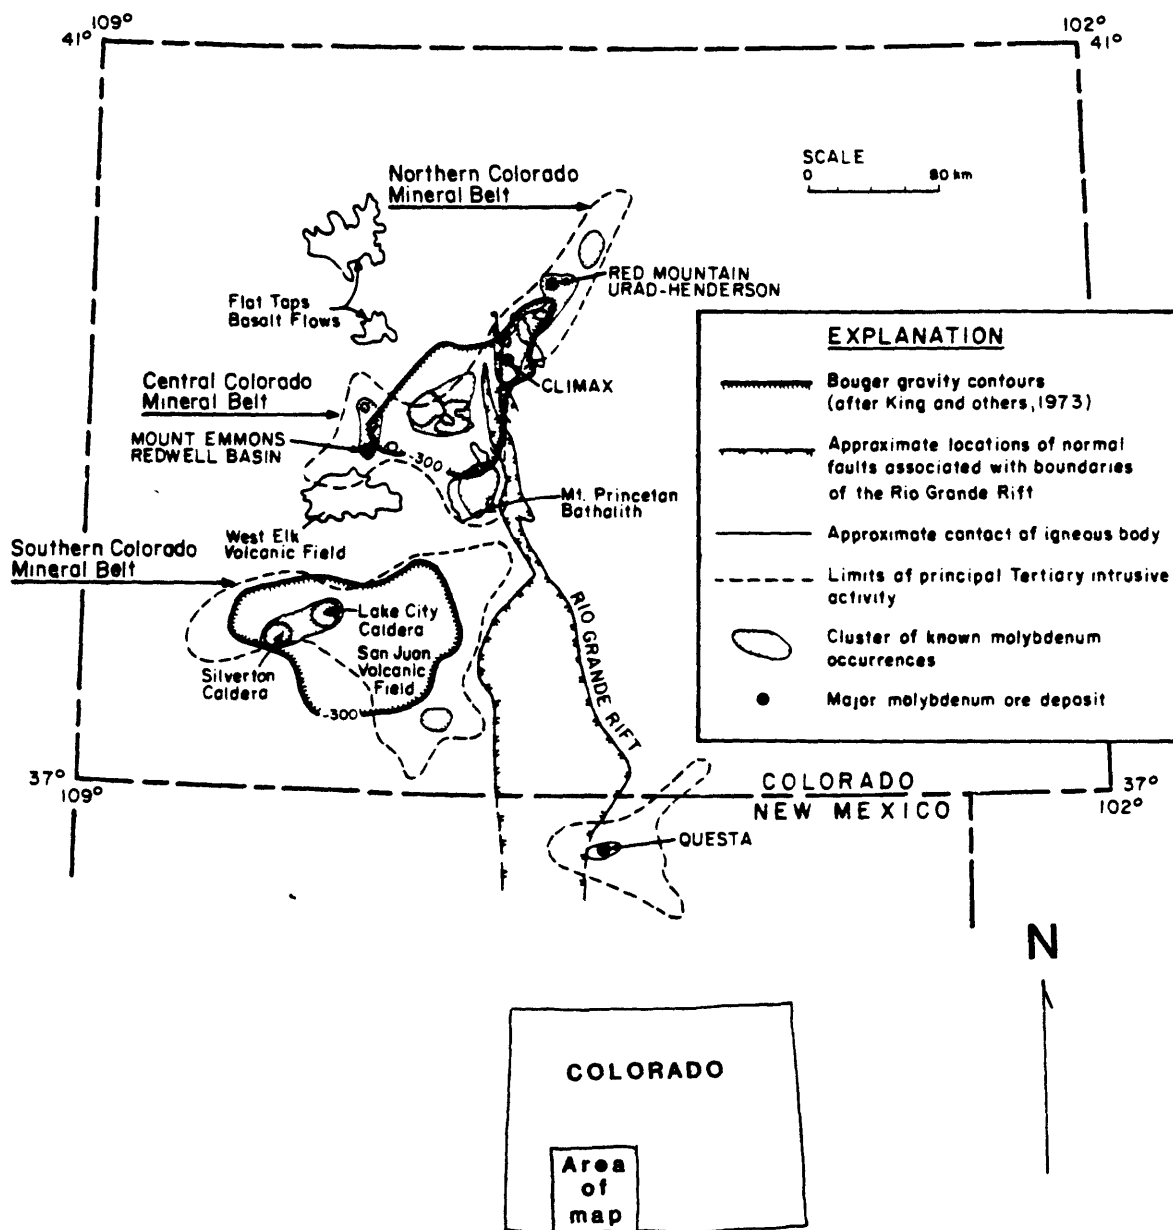 109°
41°
102°
41°
SCALE
0 80 km
Northern Colorado
Mineral Belt
RED MOUNTAIN
URAD-HENDERSON
Flat Taps
Basalt Flows
Central Colorado
Mineral Belt
CLIMAX
MOUNT EMMONS
REDWELL BASIN
-300
Mt. Princetan
Bathalith
West Elk
Volcanic Field
Southern Colorado
Mineral Belt
Lake City
Caldera
San Juan
Volcanic
Field
Silverton
Caldera
-300
RIO GRANDE RIFT
EXPLANATION
Bouger gravity contours
(after King and others, 1973)
Approximate locations of normal
faults associated with boundaries
of the Rio Grande Rift
Approximate contact of igneous body
Limits of principal Tertiary intrusive
activity
Cluster of known molybdenum
occurrences
Major molybdenum ore deposit
37°
109°
COLORADO
NEW MEXICO
37°
102°
QUESTA
N
COLORADO
Area
of
map